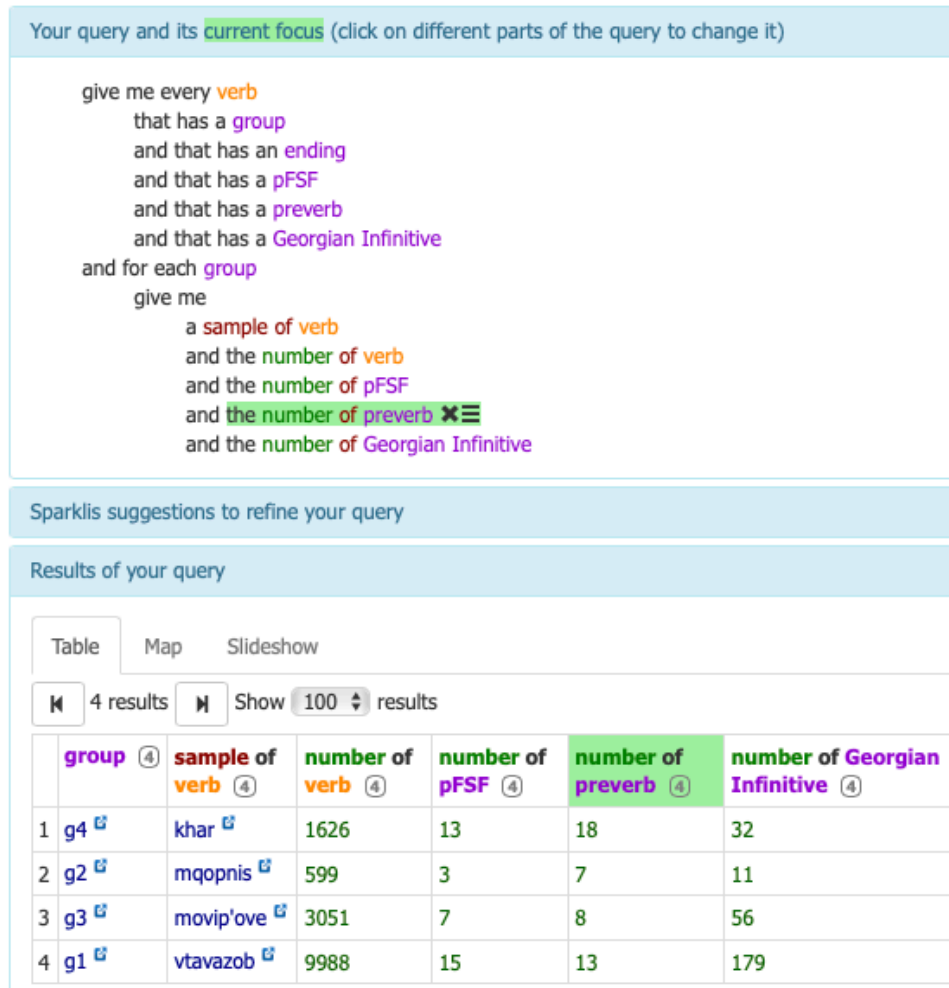 Your query and its current focus (click on different parts of the query to change it)
give me every verb
that has a group
and that has an ending
and that has a pFSF
and that has a preverb
and that has a Georgian Infinitive
and for each group
give me
a sample of verb
and the number of verb
and the number of pFSF
and the number of preverb
and the number of Georgian Infinitive
Sparklis suggestions to refine your query
Results of your query
Table Map Slideshow
4 results Show 100 results
group 4 sample of verb 4 number of verb 4 number of pFSF 4 number of preverb 4 number of Georgian Infinitive 4
1 g4 khar 1626 13 18 32
2 g2 mqopnis 599 3 7 11
3 g3 movip'ove 3051 7 8 56
4 g1 vtavazob 9988 15 13 179